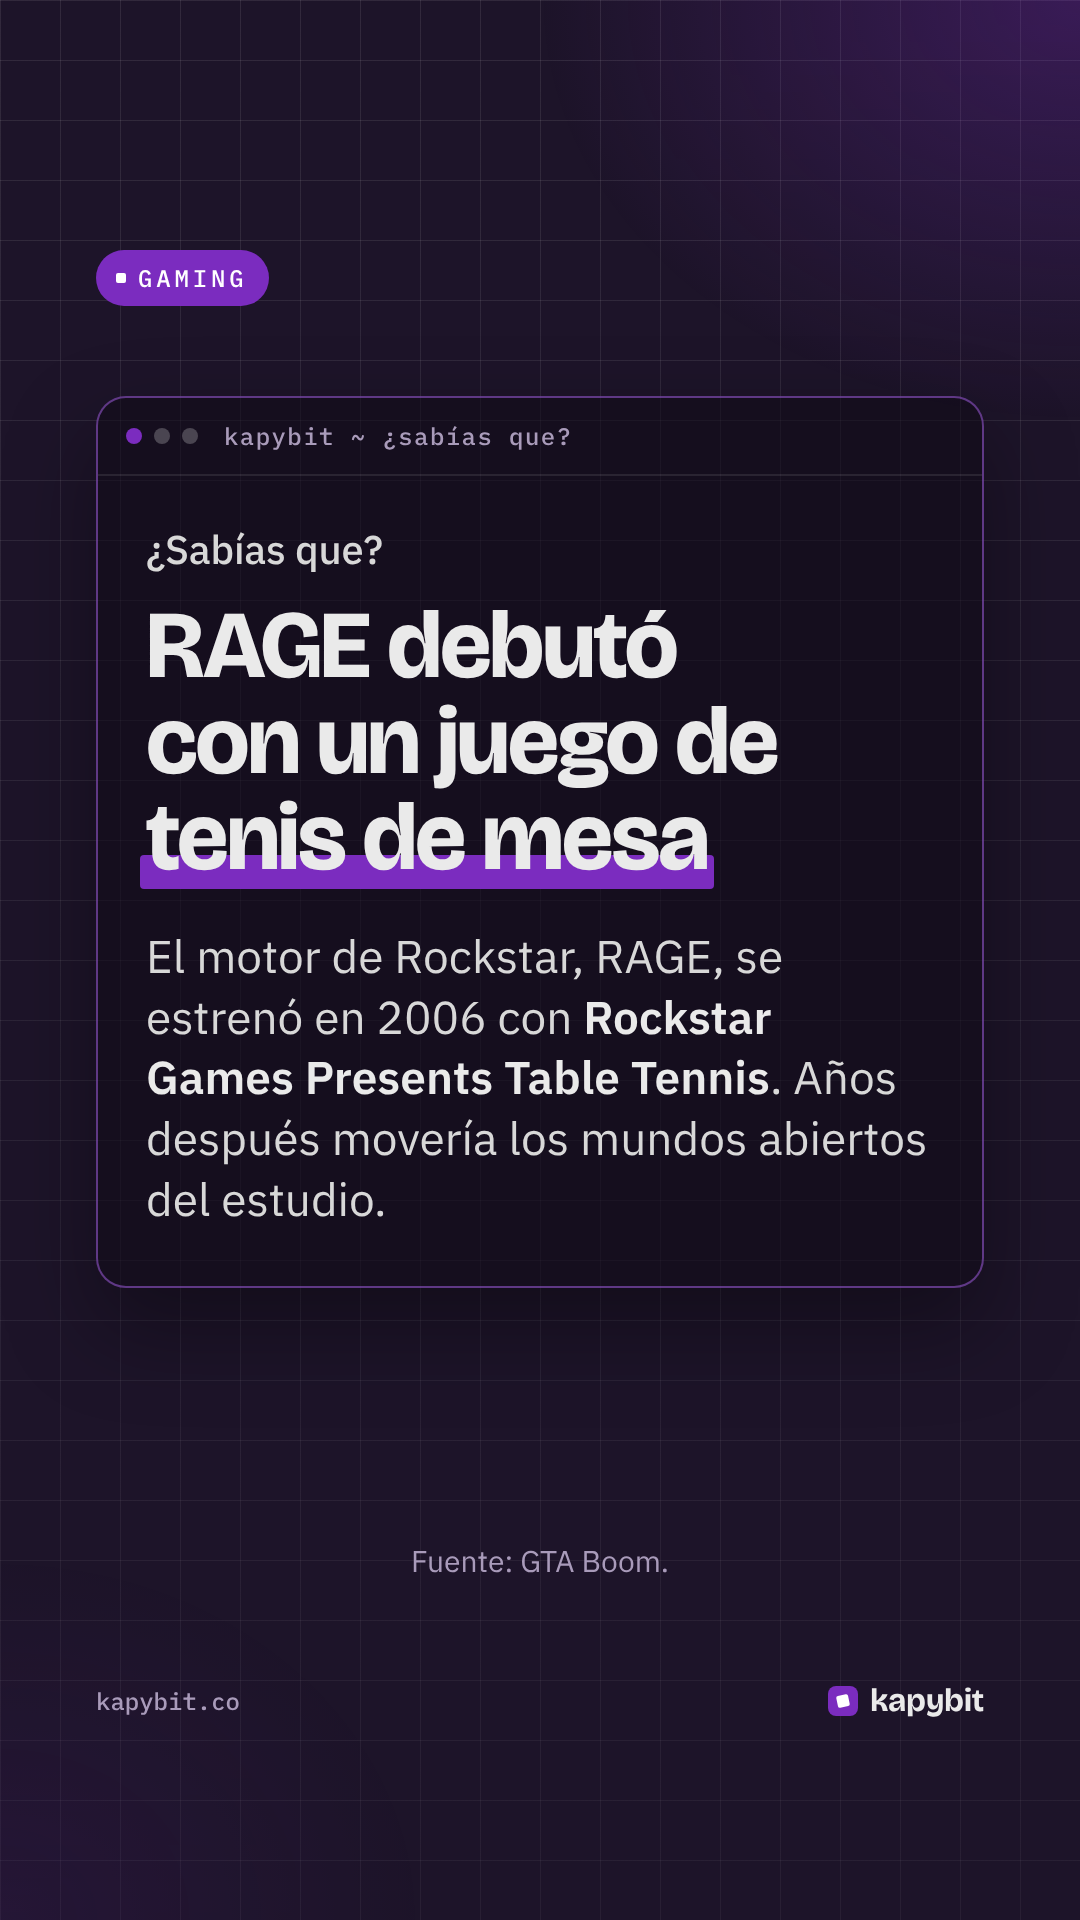 GAMING
kapybit ~ ¿sabías que?
¿Sabías que?
RAGE debutó
con un juego de
tenis de mesa
El motor de Rockstar, RAGE, se
estrenó en 2006 con Rockstar
Games Presents Table Tennis. Años
después movería los mundos abiertos
del estudio.
Fuente: GTA Boom.
kapybit.co
kapybit